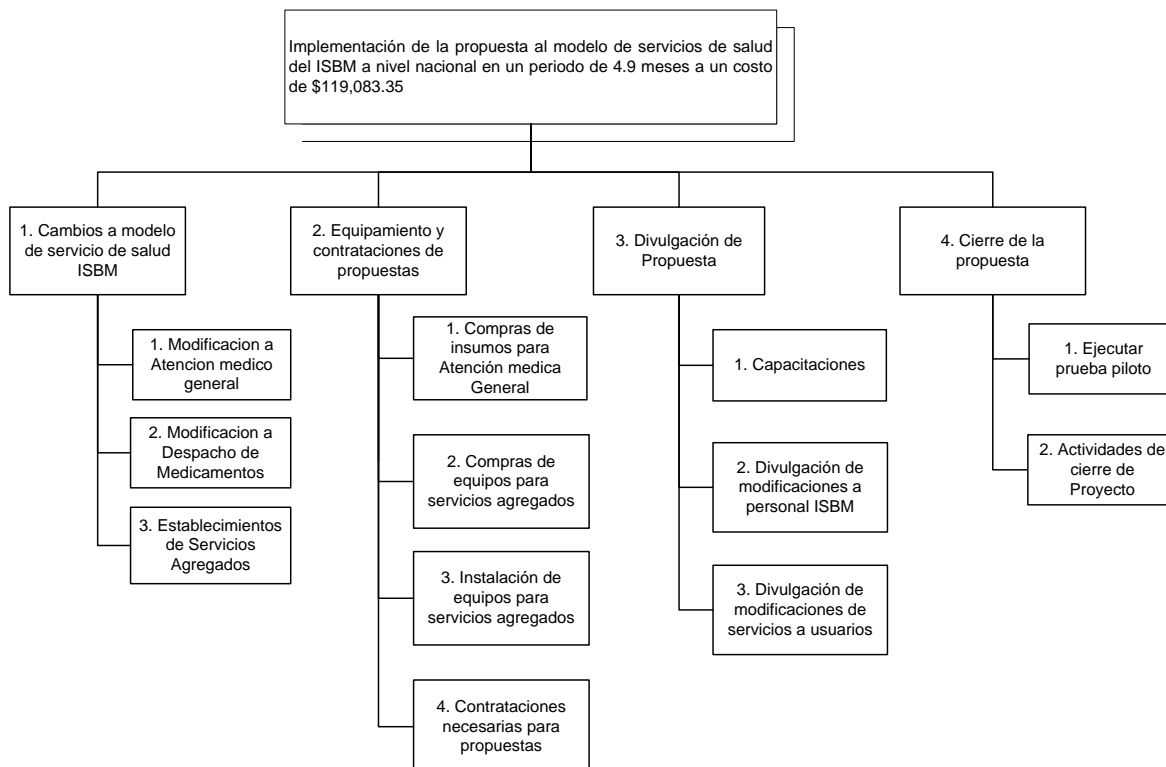 Implementación de la propuesta al modelo de servicios de salud
del ISBM a nivel nacional en un periodo de 4.9 meses a un costo
de $119,083.35
1. Cambios a modelo
de servicio de salud
ISBM
2. Equipamiento y
contrataciones de
propuestas
3. Divulgación de
Propuesta
4. Cierre de la
propuesta
1. Modificacion a
Atencion medico
general
2. Modificacion a
Despacho de
Medicamentos
3. Establecimientos
de Servicios
Agregados
1. Compras de
insumos para
Atención medica
General
2. Compras de
equipos para
servicios agregados
3. Instalación de
equipos para
servicios agregados
4. Contrataciones
necesarias para
propuestas
1. Capacitaciones
2. Divulgación de
modificaciones a
personal ISBM
3. Divulgación de
modificaciones de
servicios a usuarios
1. Ejecutar
prueba piloto
2. Actividades de
cierre de
Proyecto